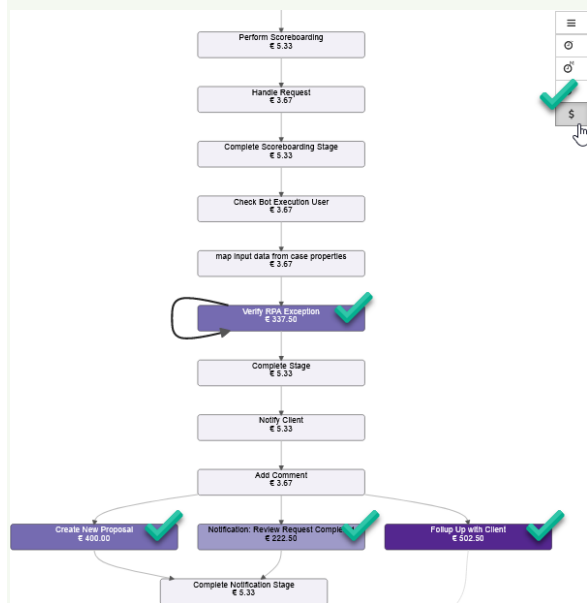 Perform Scoreboarding
€ 5.33
Handle Request
€ 3.67
Complete Scoreboarding Stage
€ 5.33
Check Bot Execution User
€ 3.67
map input data from case properties
€ 3.67
Verify RPA Exception
€ 337.50
Complete Stage
€ 5.33
Notify Client
€ 5.33
Add Comment
€ 3.67
Create New Proposal
€ 400.00
Notification: Review Request
€ 222.50
Follup Up with Client
€ 502.50
Complete Notification Stage
€ 5.33
$